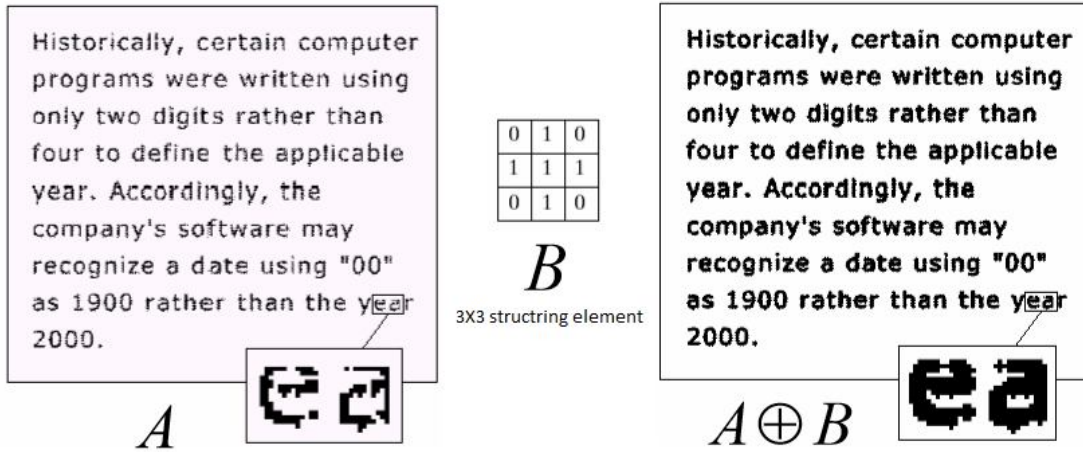 Historically, certain computer
programs were written using
only two digits rather than
four to define the applicable
year. Accordingly, the
company's software may
recognize a date using "00"
as 1900 rather than the year
2000.
ea
A
0 1 0
1 1 1
0 1 0
B
3X3 structring element
Historically, certain computer
programs were written using
only two digits rather than
four to define the applicable
year. Accordingly, the
company's software may
recognize a date using "00"
as 1900 rather than the year
2000.
ea
A ⊕ B